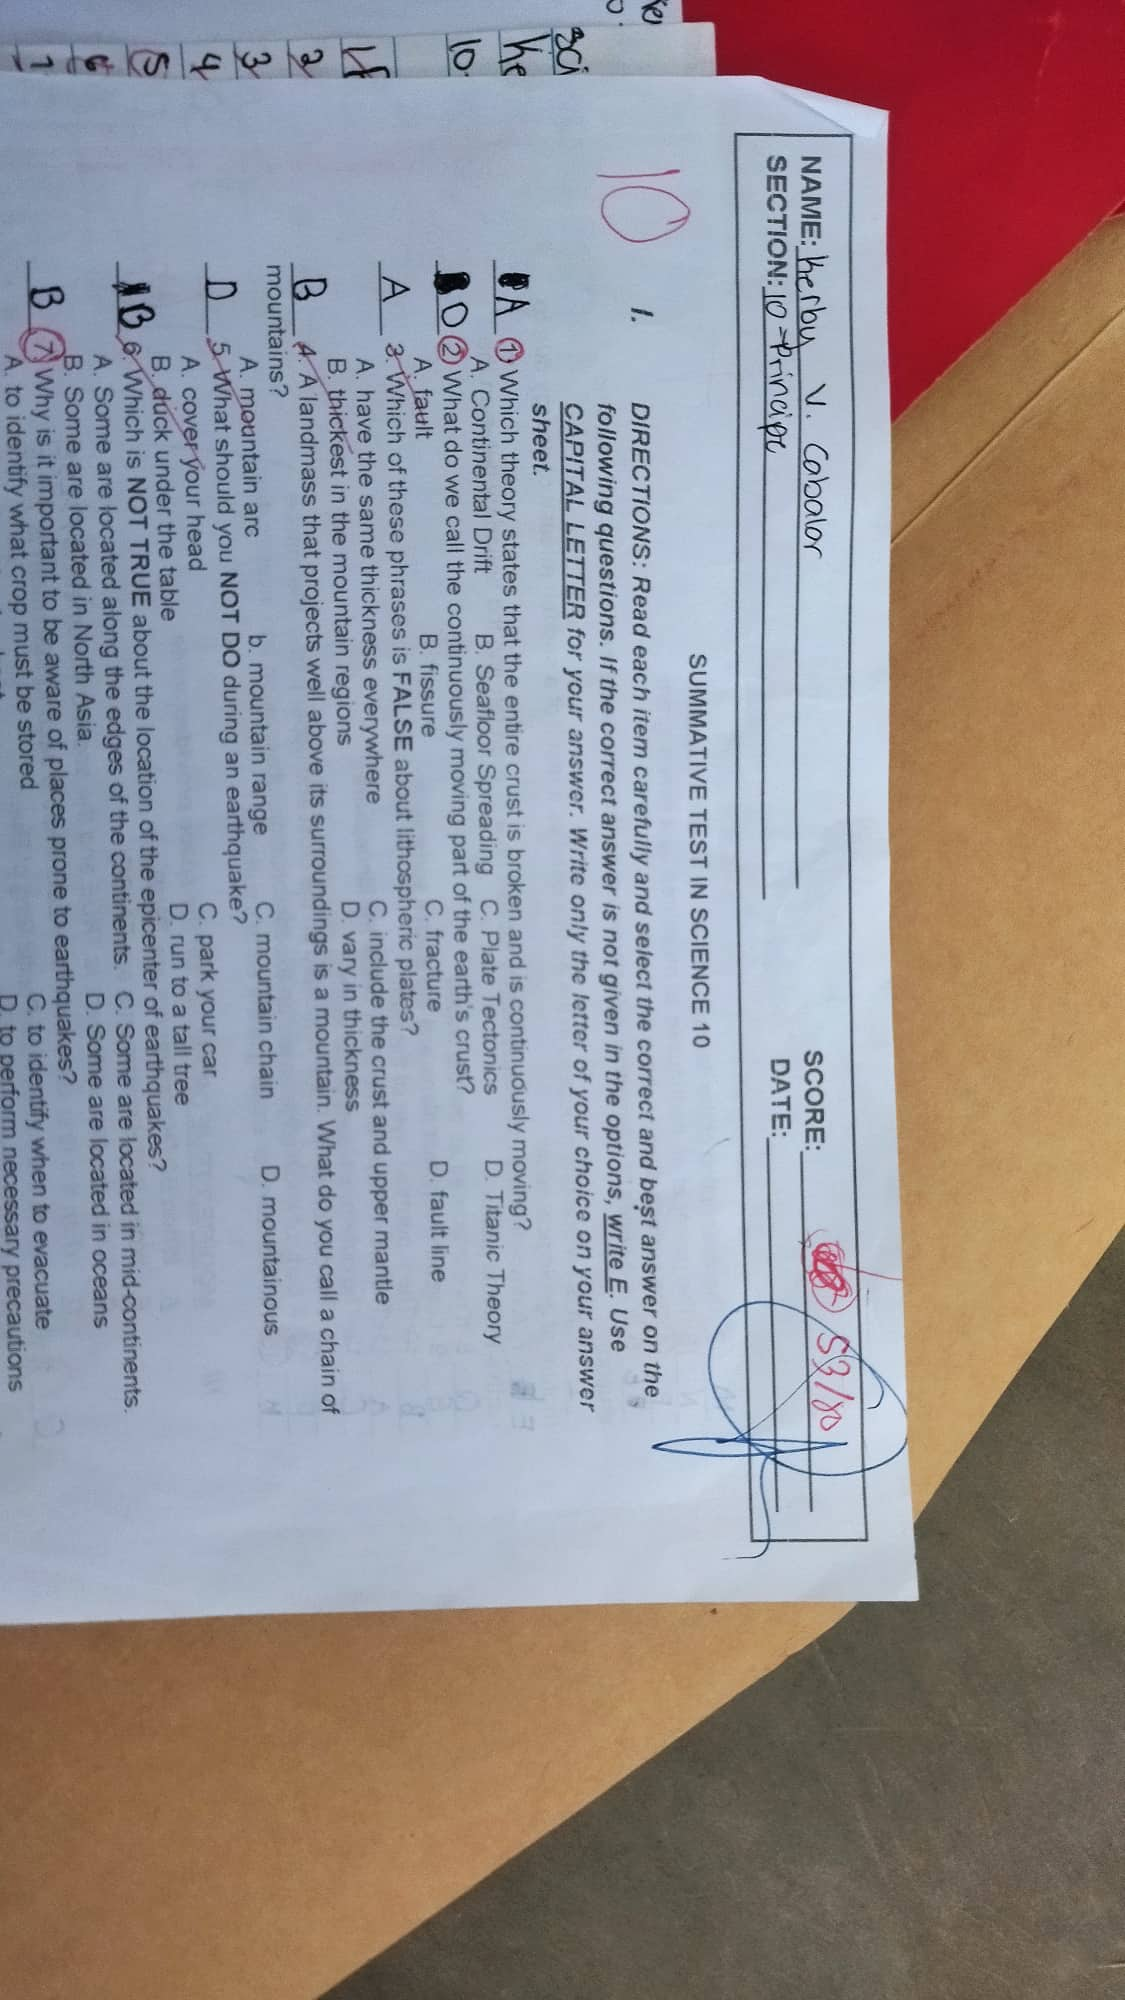 NAME: Kerby V. Cabalor SCORE: 53/80
SECTION: 10-Principe DATE:
SUMMATIVE TEST IN SCIENCE 10
10
I. DIRECTIONS: Read each item carefully and select the correct and best answer on the
following questions. If the correct answer is not given in the options, write E. Use
CAPITAL LETTER for your answer. Write only the letter of your choice on your answer
sheet.
A 1 Which theory states that the entire crust is broken and is continuously moving?
A. Continental Drift B. Seafloor Spreading C. Plate Tectonics D. Titanic Theory
D 2 What do we call the continuously moving part of the earth's crust?
A. fault B. fissure C. fracture D. fault line
A 3. Which of these phrases is FALSE about lithospheric plates?
A. have the same thickness everywhere C. include the crust and upper mantle
B. thickest in the mountain regions D. vary in thickness
B 4. A landmass that projects well above its surroundings is a mountain. What do you call a chain of
mountains?
A. mountain arc b. mountain range C. mountain chain D. mountainous
D 5. What should you NOT DO during an earthquake?
A. cover your head C. park your car
B. duck under the table D. run to a tall tree
B 6. Which is NOT TRUE about the location of the epicenter of earthquakes?
A. Some are located along the edges of the continents. C. Some are located in mid-continents.
B. Some are located in North Asia. D. Some are located in oceans
B 7 Why is it important to be aware of places prone to earthquakes?
A. to identify what crop must be stored C. to identify when to evacuate
D. to perform necessary precautions
sci
Ke
10
1
2
3
4
5
6
7